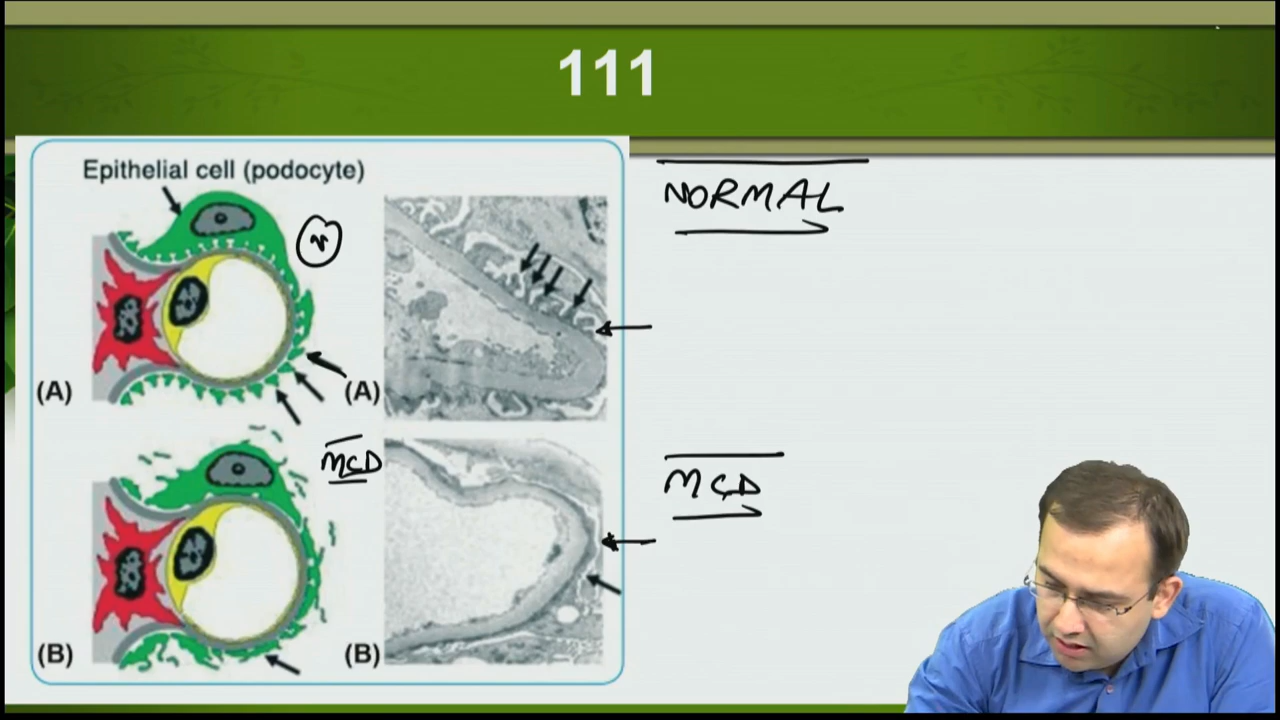 111
Epithelial cell (podocyte)
NORMAL
N
(A)
(A)
MCD
MCD
(B)
(B)